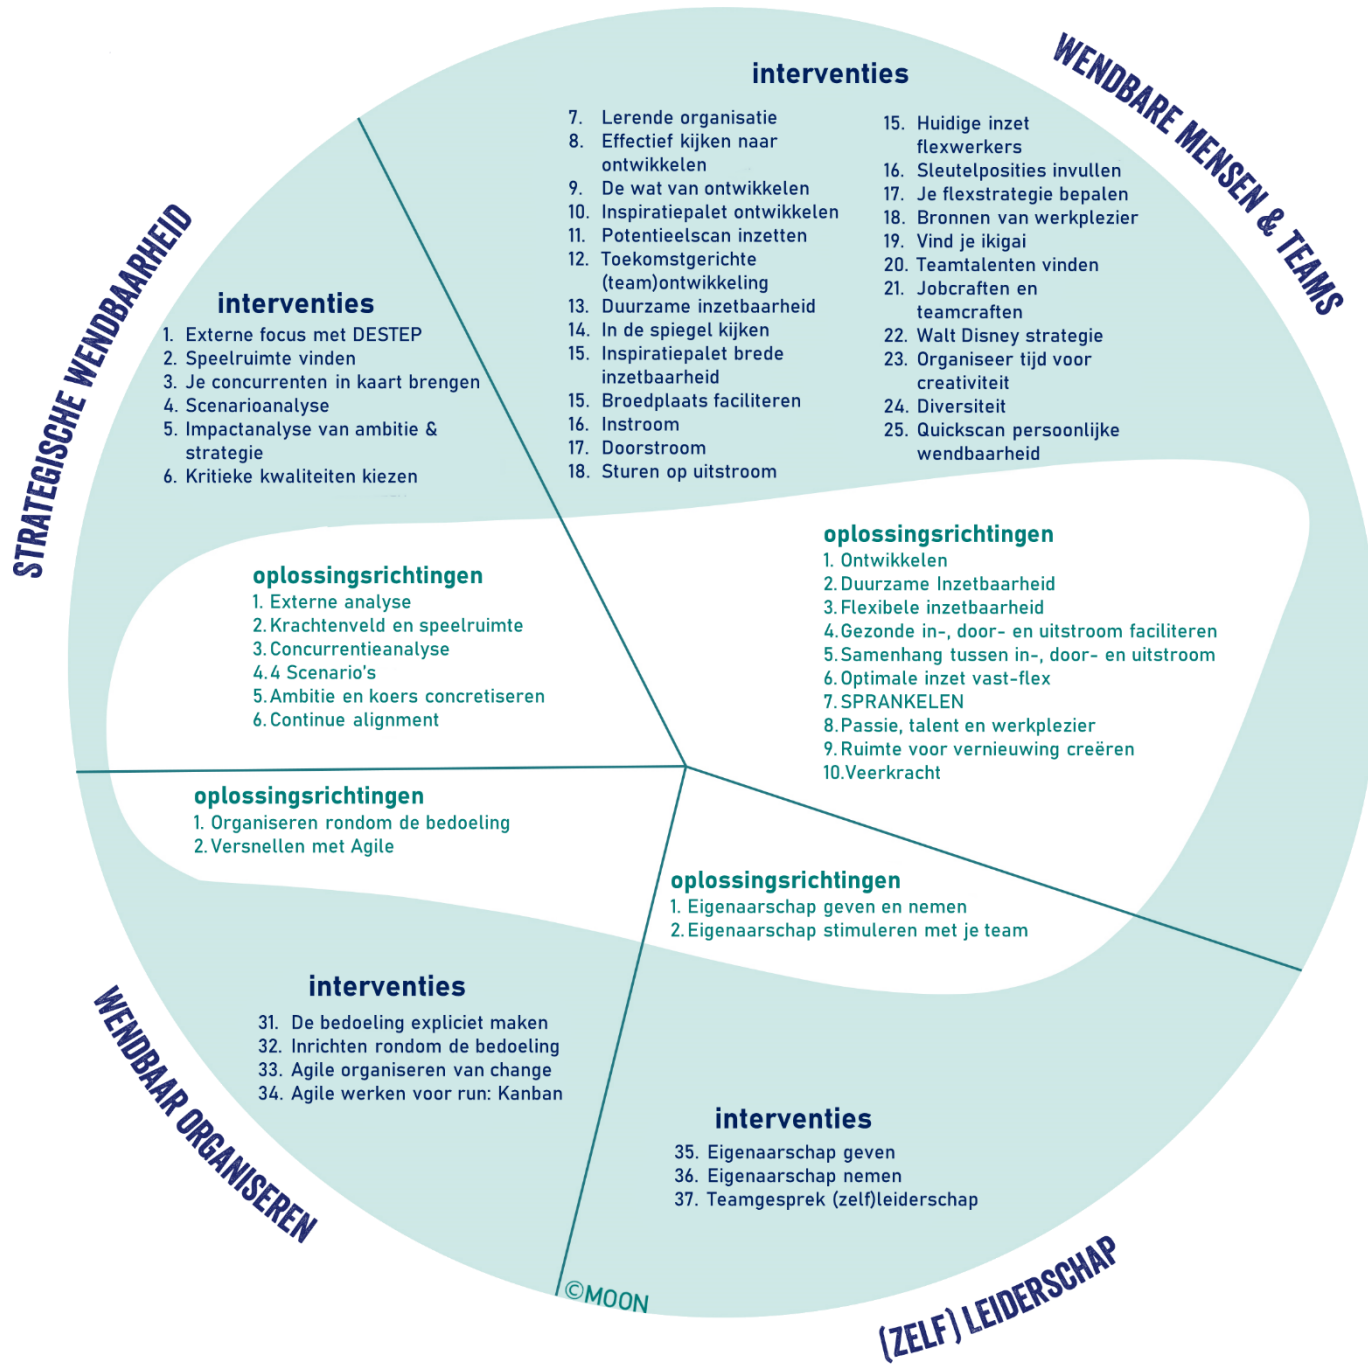 STRATEGISCHE WENDBAARHEID
interventies
1. Externe focus met DESTEP
2. Speelruimte vinden
3. Je concurrenten in kaart brengen
4. Scenarioanalyse
5. Impactanalyse van ambitie &
strategie
6. Kritieke kwaliteiten kiezen
oplossingsrichtingen
1. Externe analyse
2. Krachtenveld en speelruimte
3. Concurrentieanalyse
4. 4 Scenario's
5. Ambitie en koers concretiseren
6. Continue alignment
WENDBARE MENSEN & TEAMS
interventies
7. Lerende organisatie
8. Effectief kijken naar
ontwikkelen
9. De wat van ontwikkelen
10. Inspiratiepalet ontwikkelen
11. Potentieelscan inzetten
12. Toekomstgerichte
(team)ontwikkeling
13. Duurzame inzetbaarheid
14. In de spiegel kijken
15. Inspiratiepalet brede
inzetbaarheid
15. Broedplaats faciliteren
16. Instroom
17. Doorstroom
18. Sturen op uitstroom
15. Huidige inzet
flexwerkers
16. Sleutelposities invullen
17. Je flexstrategie bepalen
18. Bronnen van werkplezier
19. Vind je ikigai
20. Teamtalenten vinden
21. Jobcraften en
teamcraften
22. Walt Disney strategie
23. Organiseer tijd voor
creativiteit
24. Diversiteit
25. Quickscan persoonlijke
wendbaarheid
oplossingsrichtingen
1. Ontwikkelen
2. Duurzame Inzetbaarheid
3. Flexibele inzetbaarheid
4. Gezonde in-, door- en uitstroom faciliteren
5. Samenhang tussen in-, door- en uitstroom
6. Optimale inzet vast-flex
7. SPRANKELEN
8. Passie, talent en werkplezier
9. Ruimte voor vernieuwing creëren
10. Veerkracht
oplossingsrichtingen
1. Organiseren rondom de bedoeling
2. Versnellen met Agile
interventies
31. De bedoeling expliciet maken
32. Inrichten rondom de bedoeling
33. Agile organiseren van change
34. Agile werken voor run: Kanban
WENDBAAR ORGANISEREN
oplossingsrichtingen
1. Eigenaarschap geven en nemen
2. Eigenaarschap stimuleren met je team
interventies
35. Eigenaarschap geven
36. Eigenaarschap nemen
37. Teamgesprek (zelf)leiderschap
(ZELF) LEIDERSCHAP
©MOON